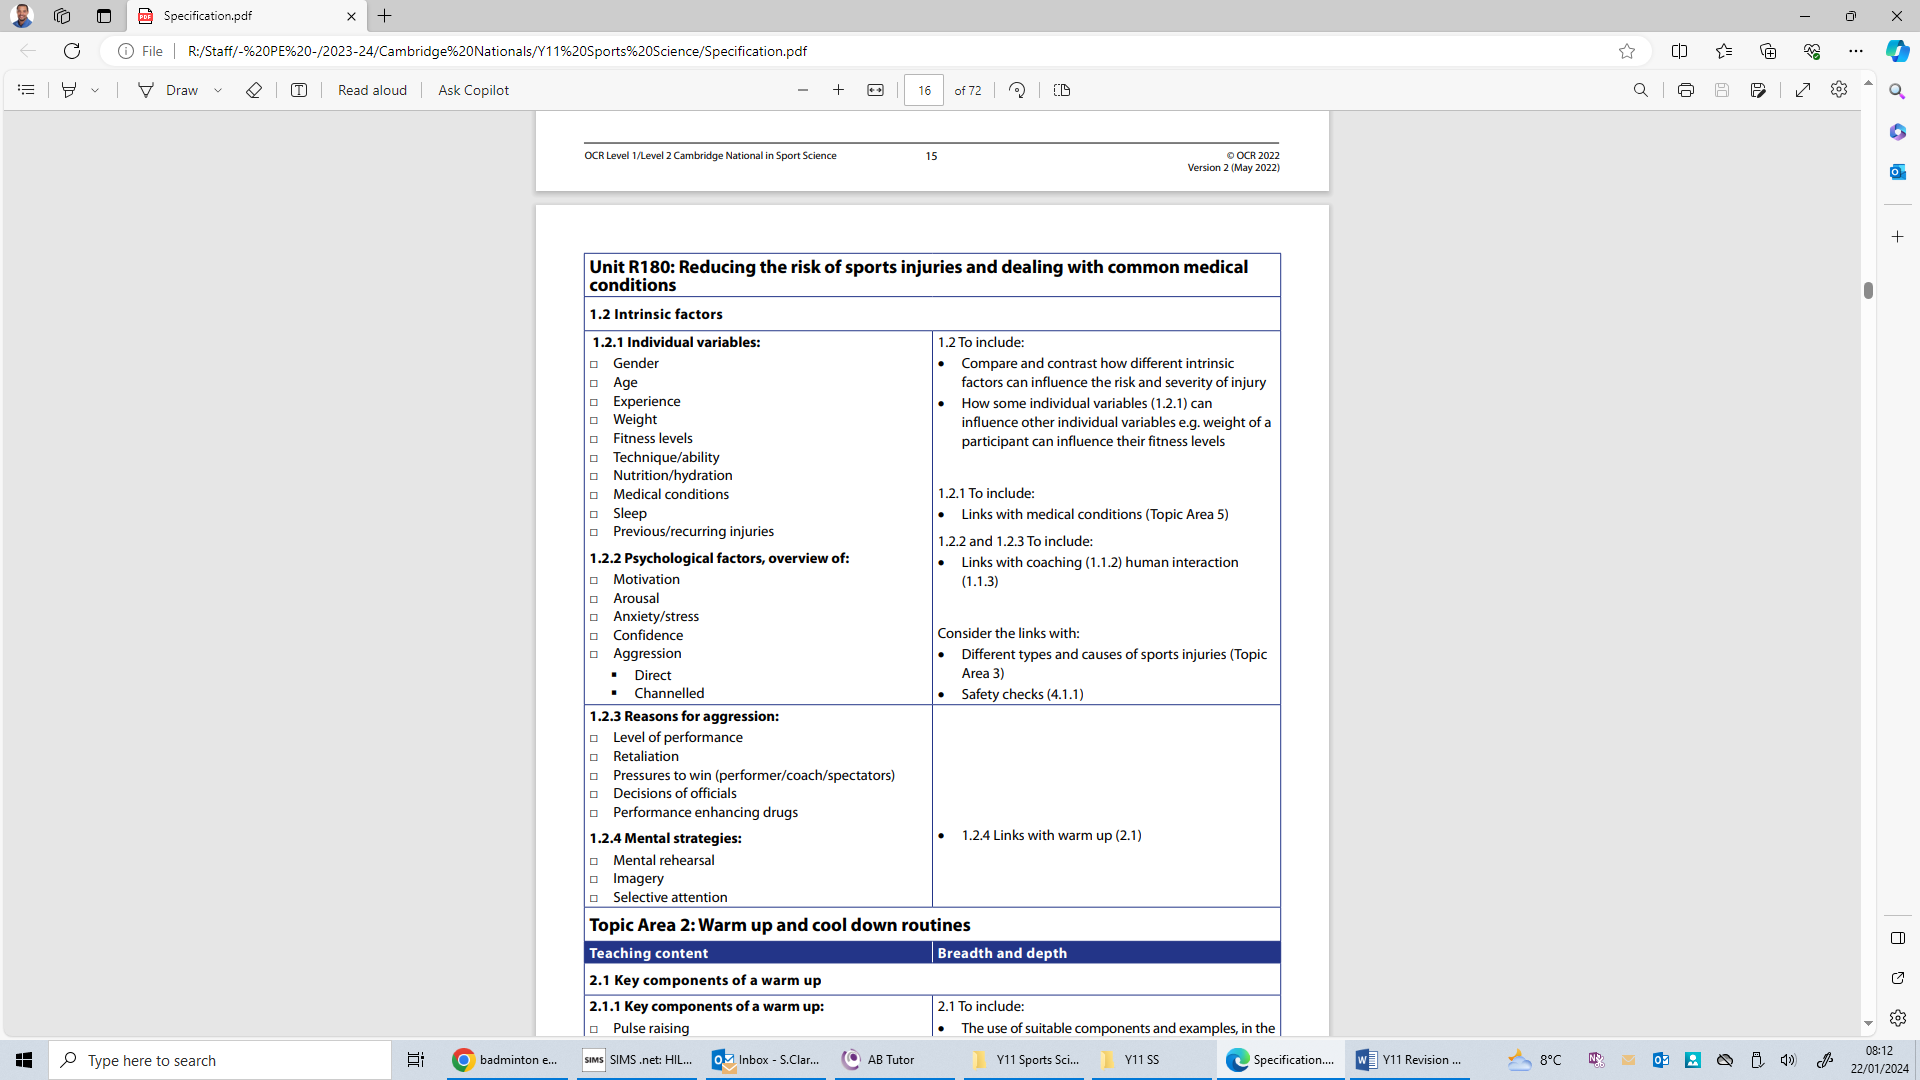 Specification.pdf
File
R:/Staff/-%20PE%20-/2023-24/Cambridge%20Nationals/Y11%20Sports%20Science/Specification.pdf
Draw
Read aloud
Ask Copilot
16
of 72
OCR Level 1/Level 2 Cambridge National in Sport Science
15
© OCR 2022
Version 2 (May 2022)
Unit R180: Reducing the risk of sports injuries and dealing with common medical
conditions
1.2 Intrinsic factors
1.2.1 Individual variables:
Gender
Age
Experience
Weight
Fitness levels
Technique/ability
Nutrition/hydration
Medical conditions
Sleep
Previous/recurring injuries
1.2.2 Psychological factors, overview of:
Motivation
Arousal
Anxiety/stress
Confidence
Aggression
Direct
Channelled
1.2 To include:
Compare and contrast how different intrinsic
factors can influence the risk and severity of injury
How some individual variables (1.2.1) can
influence other individual variables e.g. weight of a
participant can influence their fitness levels
1.2.1 To include:
Links with medical conditions (Topic Area 5)
1.2.2 and 1.2.3 To include:
Links with coaching (1.1.2) human interaction
(1.1.3)
Consider the links with:
Different types and causes of sports injuries (Topic
Area 3)
Safety checks (4.1.1)
1.2.3 Reasons for aggression:
Level of performance
Retaliation
Pressures to win (performer/coach/spectators)
Decisions of officials
Performance enhancing drugs
1.2.4 Mental strategies:
Mental rehearsal
Imagery
Selective attention
1.2.4 Links with warm up (2.1)
Topic Area 2: Warm up and cool down routines
Teaching content
Breadth and depth
2.1 Key components of a warm up
2.1.1 Key components of a warm up:
Pulse raising
2.1 To include:
The use of suitable components and examples, in the
Type here to search
badminton e...
SIMS .net: HIL...
Inbox - S.Clar...
AB Tutor
Y11 Sports Sci...
Y11 SS
Specification....
Y11 Revision ...
8°C
08:12
22/01/2024